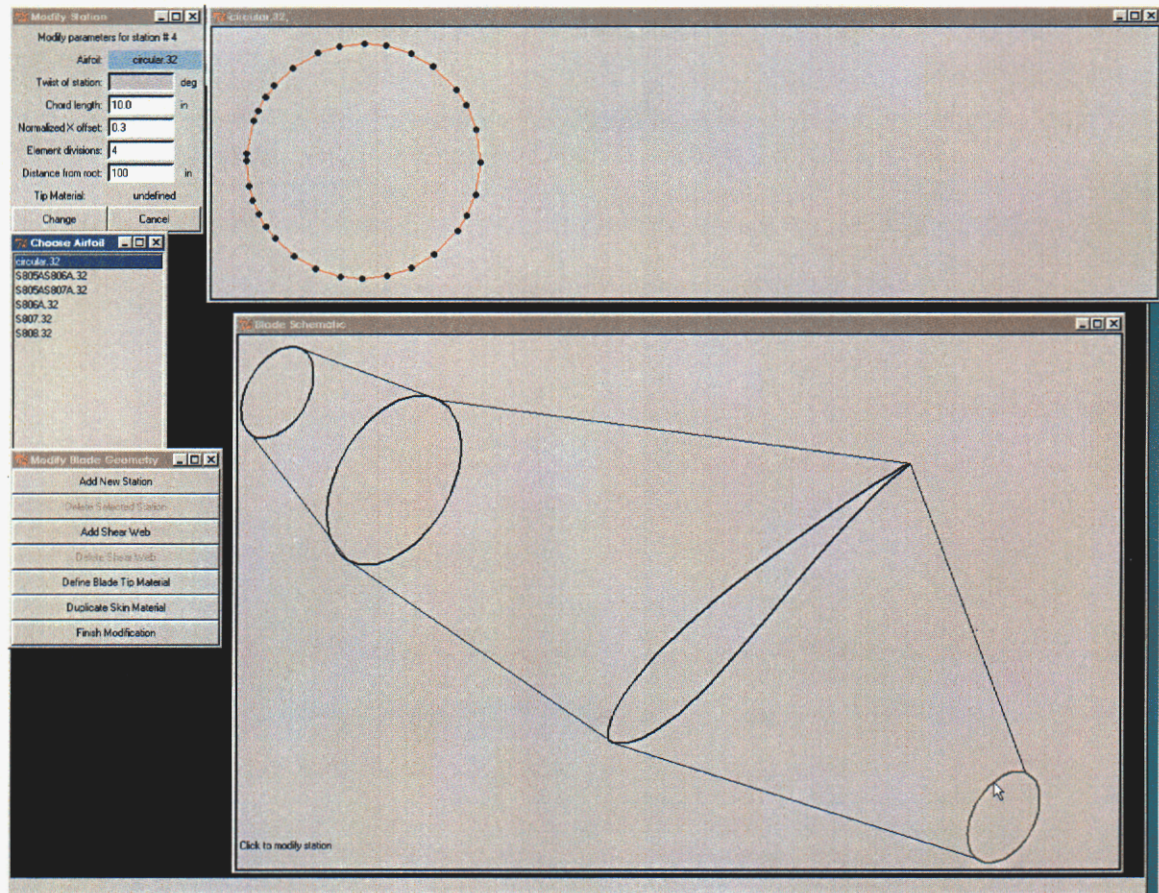 Modify Station
Modify parameters for station # 4
Airfoil: circular.32
Twist of station: deg
Chord length: 10.0 in
Normalized X offset: 0.3
Element divisions: 4
Distance from root: 100 in
Tip Material: undefined
Change Cancel
circular.32,
Choose Airfoil
circular.32
S805AS806A.32
S805AS807A.32
S806A.32
S807.32
S808.32
Modify Blade Geometry
Add New Station
Delete Selected Station
Add Shear Web
Delete Shear Web
Define Blade Tip Material
Duplicate Skin Material
Finish Modification
Blade Schematic
Click to modify station